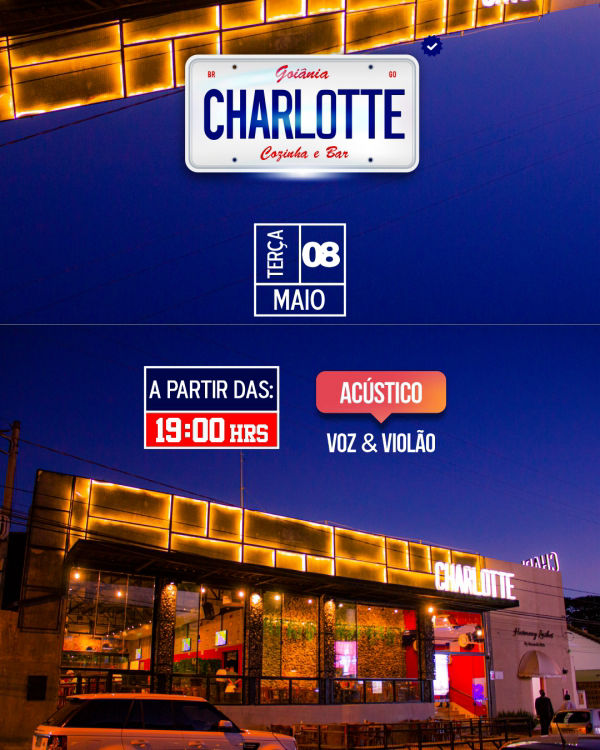 BR
Goiânia
GO
CHARLOTTE
Cozinha e Bar
TERÇA
08
MAIO
A PARTIR DAS:
19:00 HRS
ACÚSTICO
VOZ & VIOLÃO
CHARLOTTE